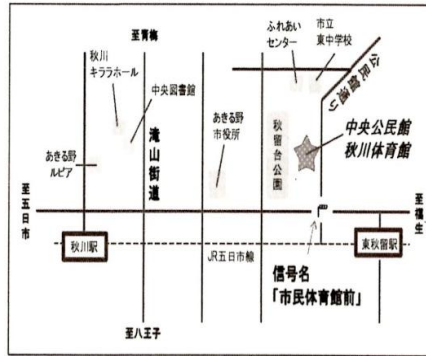 至青梅
ふれあい
センター
市立
東中学校
公民館通り
秋川
キララホール
中央図書館
滝山街道
あきる野
市役所
秋留台公園
中央公民館
秋川体育館
あきる野
ルピア
至五日市
至福生
秋川駅
JR五日市線
東秋留駅
信号名
「市民体育館前」
至八王子